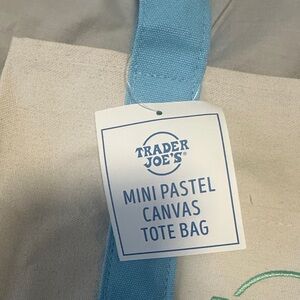 TRADER
JOE'S®
MINI PASTEL
CANVAS
TOTE BAG